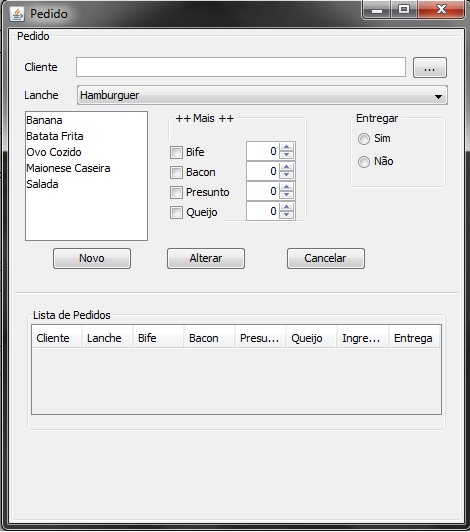 Pedido
Pedido
Cliente
...
Lanche Hamburguer
Banana
Batata Frita
Ovo Cozido
Maionese Caseira
Salada
++ Mais ++
Bife 0
Bacon 0
Presunto 0
Queijo 0
Entregar
Sim
Não
Novo Alterar Cancelar
Lista de Pedidos
Cliente Lanche Bife Bacon Presu... Queijo Ingre... Entrega